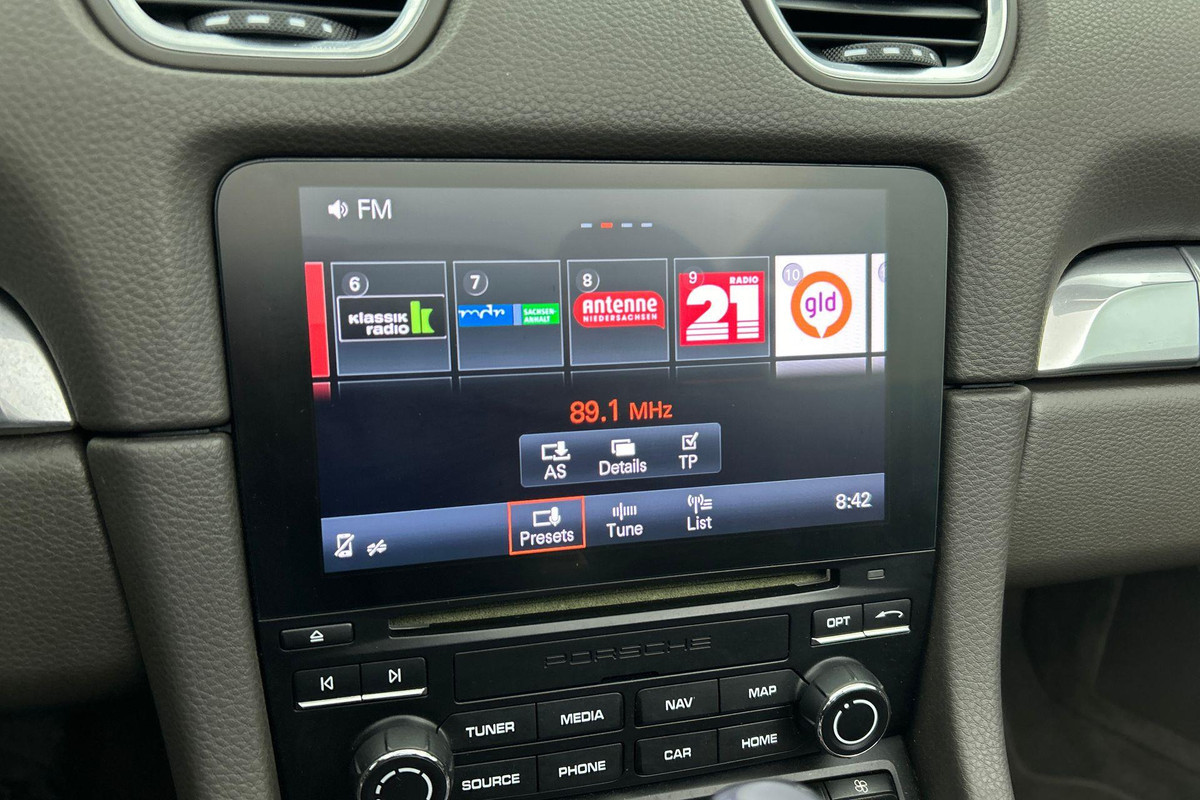 FM
6
klassik
radio
7
mdr
SACHSEN-
ANHALT
8
Antenne
NIEDERSACHSEN
9
RADIO
21
10
gld
89.1 MHz
AS
Details
TP
Presets
Tune
List
8:42
OPT
PORSCHE
TUNER
MEDIA
NAV
MAP
SOURCE
PHONE
CAR
HOME